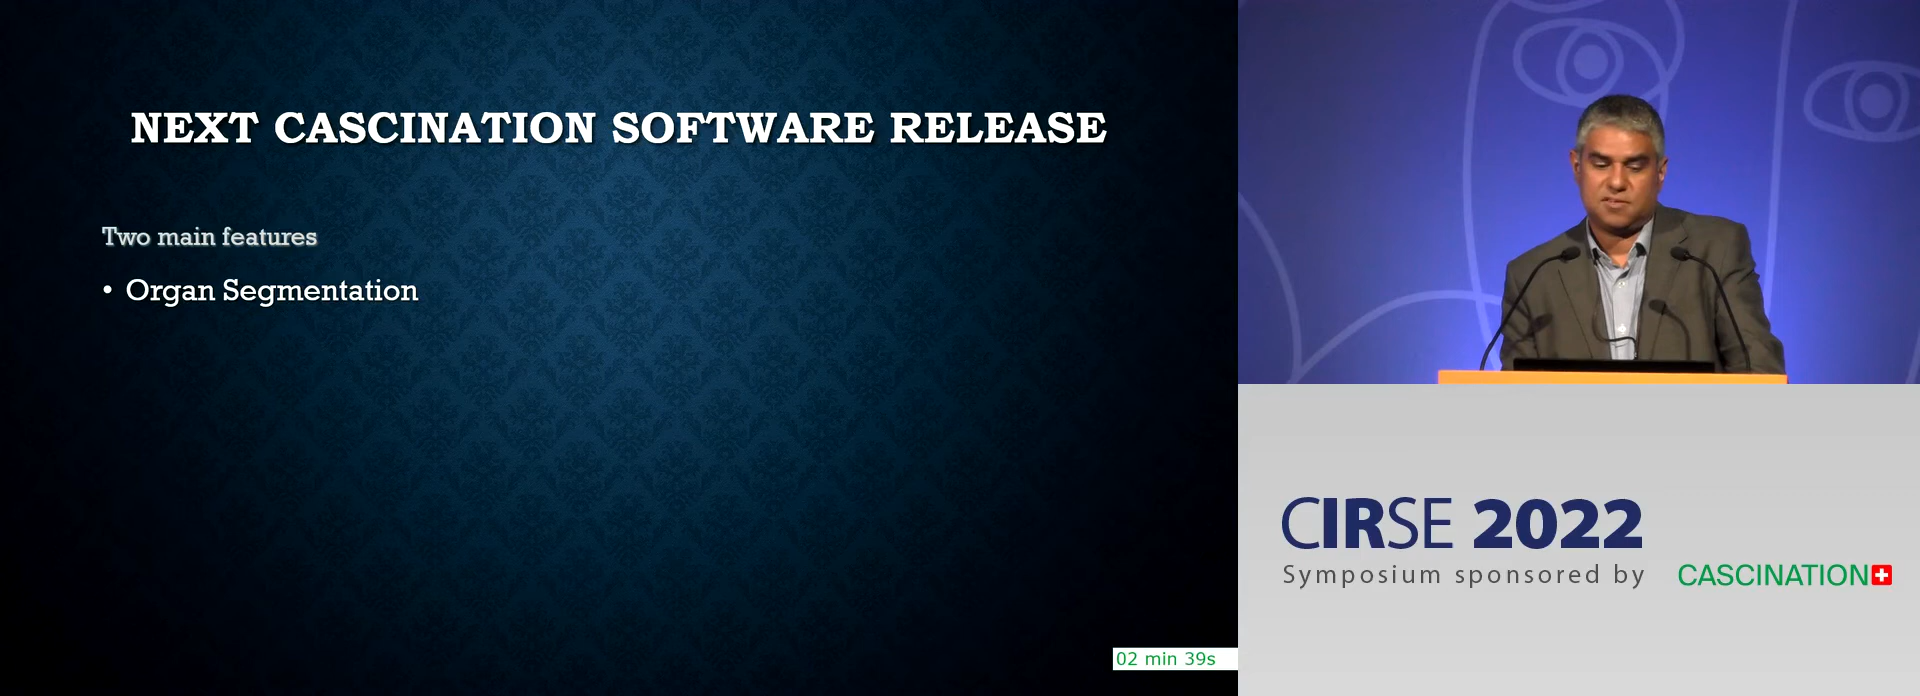 NEXT CASCINATION SOFTWARE RELEASE
Two main features
• Organ Segmentation
02 min 39s
CIRSE 2022
Symposium sponsored by CASCINATION